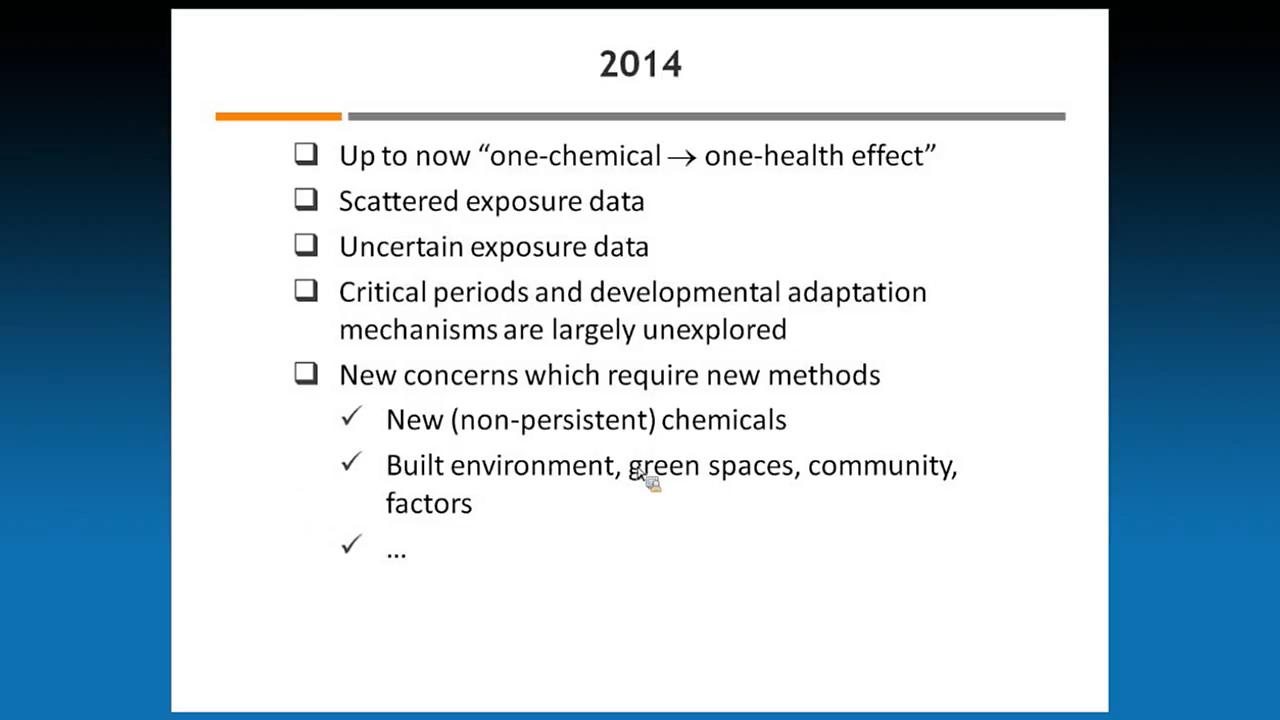 2014
❑ Up to now “one-chemical → one-health effect”
❑ Scattered exposure data
❑ Uncertain exposure data
❑ Critical periods and developmental adaptation
mechanisms are largely unexplored
❑ New concerns which require new methods
✓ New (non-persistent) chemicals
✓ Built environment, green spaces, community,
factors
✓ ...